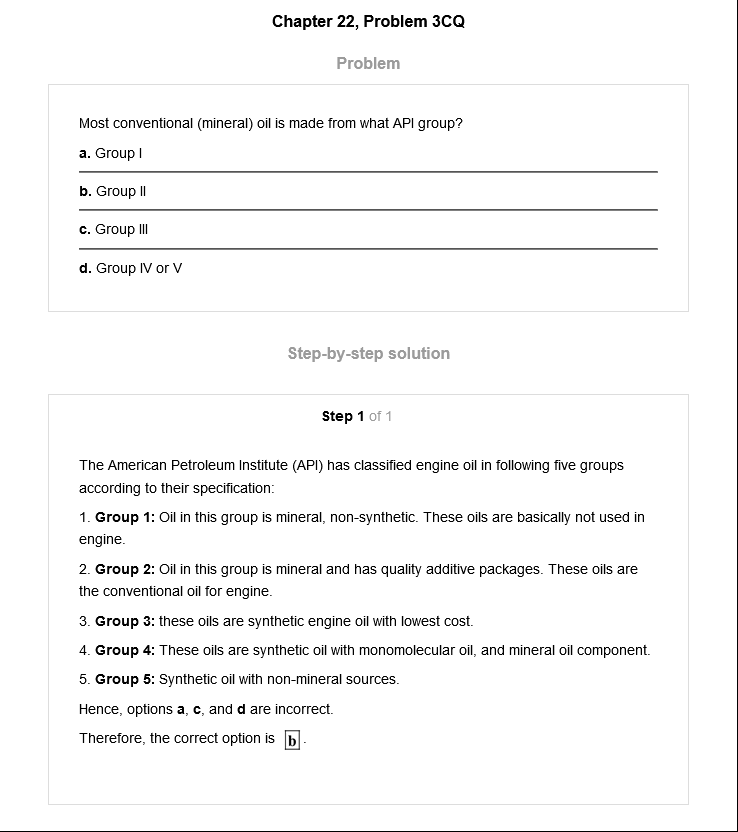 Chapter 22, Problem 3CQ
Problem
Most conventional (mineral) oil is made from what API group?
a. Group I
b. Group II
c. Group III
d. Group IV or V
Step-by-step solution
Step 1 of 1
The American Petroleum Institute (API) has classified engine oil in following five groups
according to their specification:
1. Group 1: Oil in this group is mineral, non-synthetic. These oils are basically not used in
engine.
2. Group 2: Oil in this group is mineral and has quality additive packages. These oils are
the conventional oil for engine.
3. Group 3: these oils are synthetic engine oil with lowest cost.
4. Group 4: These oils are synthetic oil with monomolecular oil, and mineral oil component.
5. Group 5: Synthetic oil with non-mineral sources.
Hence, options a, c, and d are incorrect.
Therefore, the correct option is b.